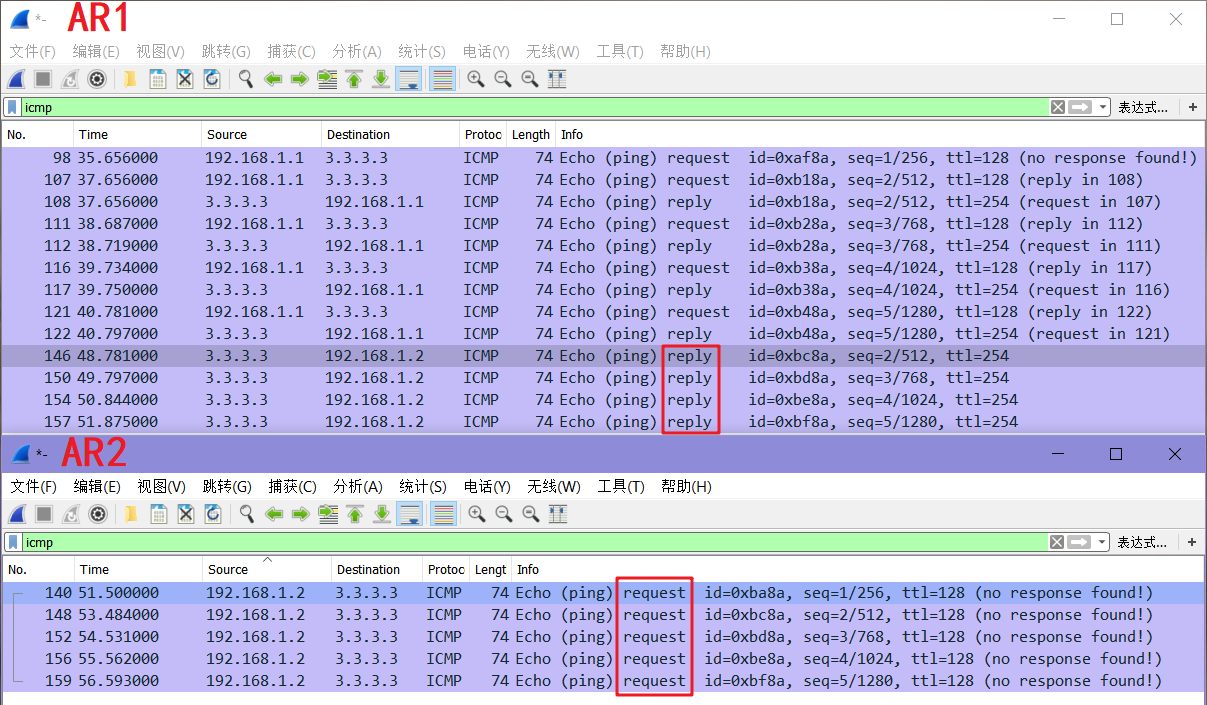 *- AR1
文件(F) 编辑(E) 视图(V) 跳转(G) 捕获(C) 分析(A) 统计(S) 电话(Y) 无线(W) 工具(T) 帮助(H)
icmp 表达式… +
No. Time Source Destination Protoc Length Info
98 35.656000 192.168.1.1 3.3.3.3 ICMP 74 Echo (ping) request id=0xaf8a, seq=1/256, ttl=128 (no response found!)
107 37.656000 192.168.1.1 3.3.3.3 ICMP 74 Echo (ping) request id=0xb18a, seq=2/512, ttl=128 (reply in 108)
108 37.656000 3.3.3.3 192.168.1.1 ICMP 74 Echo (ping) reply id=0xb18a, seq=2/512, ttl=254 (request in 107)
111 38.687000 192.168.1.1 3.3.3.3 ICMP 74 Echo (ping) request id=0xb28a, seq=3/768, ttl=128 (reply in 112)
112 38.719000 3.3.3.3 192.168.1.1 ICMP 74 Echo (ping) reply id=0xb28a, seq=3/768, ttl=254 (request in 111)
116 39.734000 192.168.1.1 3.3.3.3 ICMP 74 Echo (ping) request id=0xb38a, seq=4/1024, ttl=128 (reply in 117)
117 39.750000 3.3.3.3 192.168.1.1 ICMP 74 Echo (ping) reply id=0xb38a, seq=4/1024, ttl=254 (request in 116)
121 40.781000 192.168.1.1 3.3.3.3 ICMP 74 Echo (ping) request id=0xb48a, seq=5/1280, ttl=128 (reply in 122)
122 40.797000 3.3.3.3 192.168.1.1 ICMP 74 Echo (ping) reply id=0xb48a, seq=5/1280, ttl=254 (request in 121)
146 48.781000 3.3.3.3 192.168.1.2 ICMP 74 Echo (ping) reply id=0xbc8a, seq=2/512, ttl=254
150 49.797000 3.3.3.3 192.168.1.2 ICMP 74 Echo (ping) reply id=0xbd8a, seq=3/768, ttl=254
154 50.844000 3.3.3.3 192.168.1.2 ICMP 74 Echo (ping) reply id=0xbe8a, seq=4/1024, ttl=254
157 51.875000 3.3.3.3 192.168.1.2 ICMP 74 Echo (ping) reply id=0xbf8a, seq=5/1280, ttl=254
*- AR2
文件(F) 编辑(E) 视图(V) 跳转(G) 捕获(C) 分析(A) 统计(S) 电话(Y) 无线(W) 工具(T) 帮助(H)
icmp 表达式… +
No. Time Source Destination Protoc Lengt Info
140 51.500000 192.168.1.2 3.3.3.3 ICMP 74 Echo (ping) request id=0xba8a, seq=1/256, ttl=128 (no response found!)
148 53.484000 192.168.1.2 3.3.3.3 ICMP 74 Echo (ping) request id=0xbc8a, seq=2/512, ttl=128 (no response found!)
152 54.531000 192.168.1.2 3.3.3.3 ICMP 74 Echo (ping) request id=0xbd8a, seq=3/768, ttl=128 (no response found!)
156 55.562000 192.168.1.2 3.3.3.3 ICMP 74 Echo (ping) request id=0xbe8a, seq=4/1024, ttl=128 (no response found!)
159 56.593000 192.168.1.2 3.3.3.3 ICMP 74 Echo (ping) request id=0xbf8a, seq=5/1280, ttl=128 (no response found!)